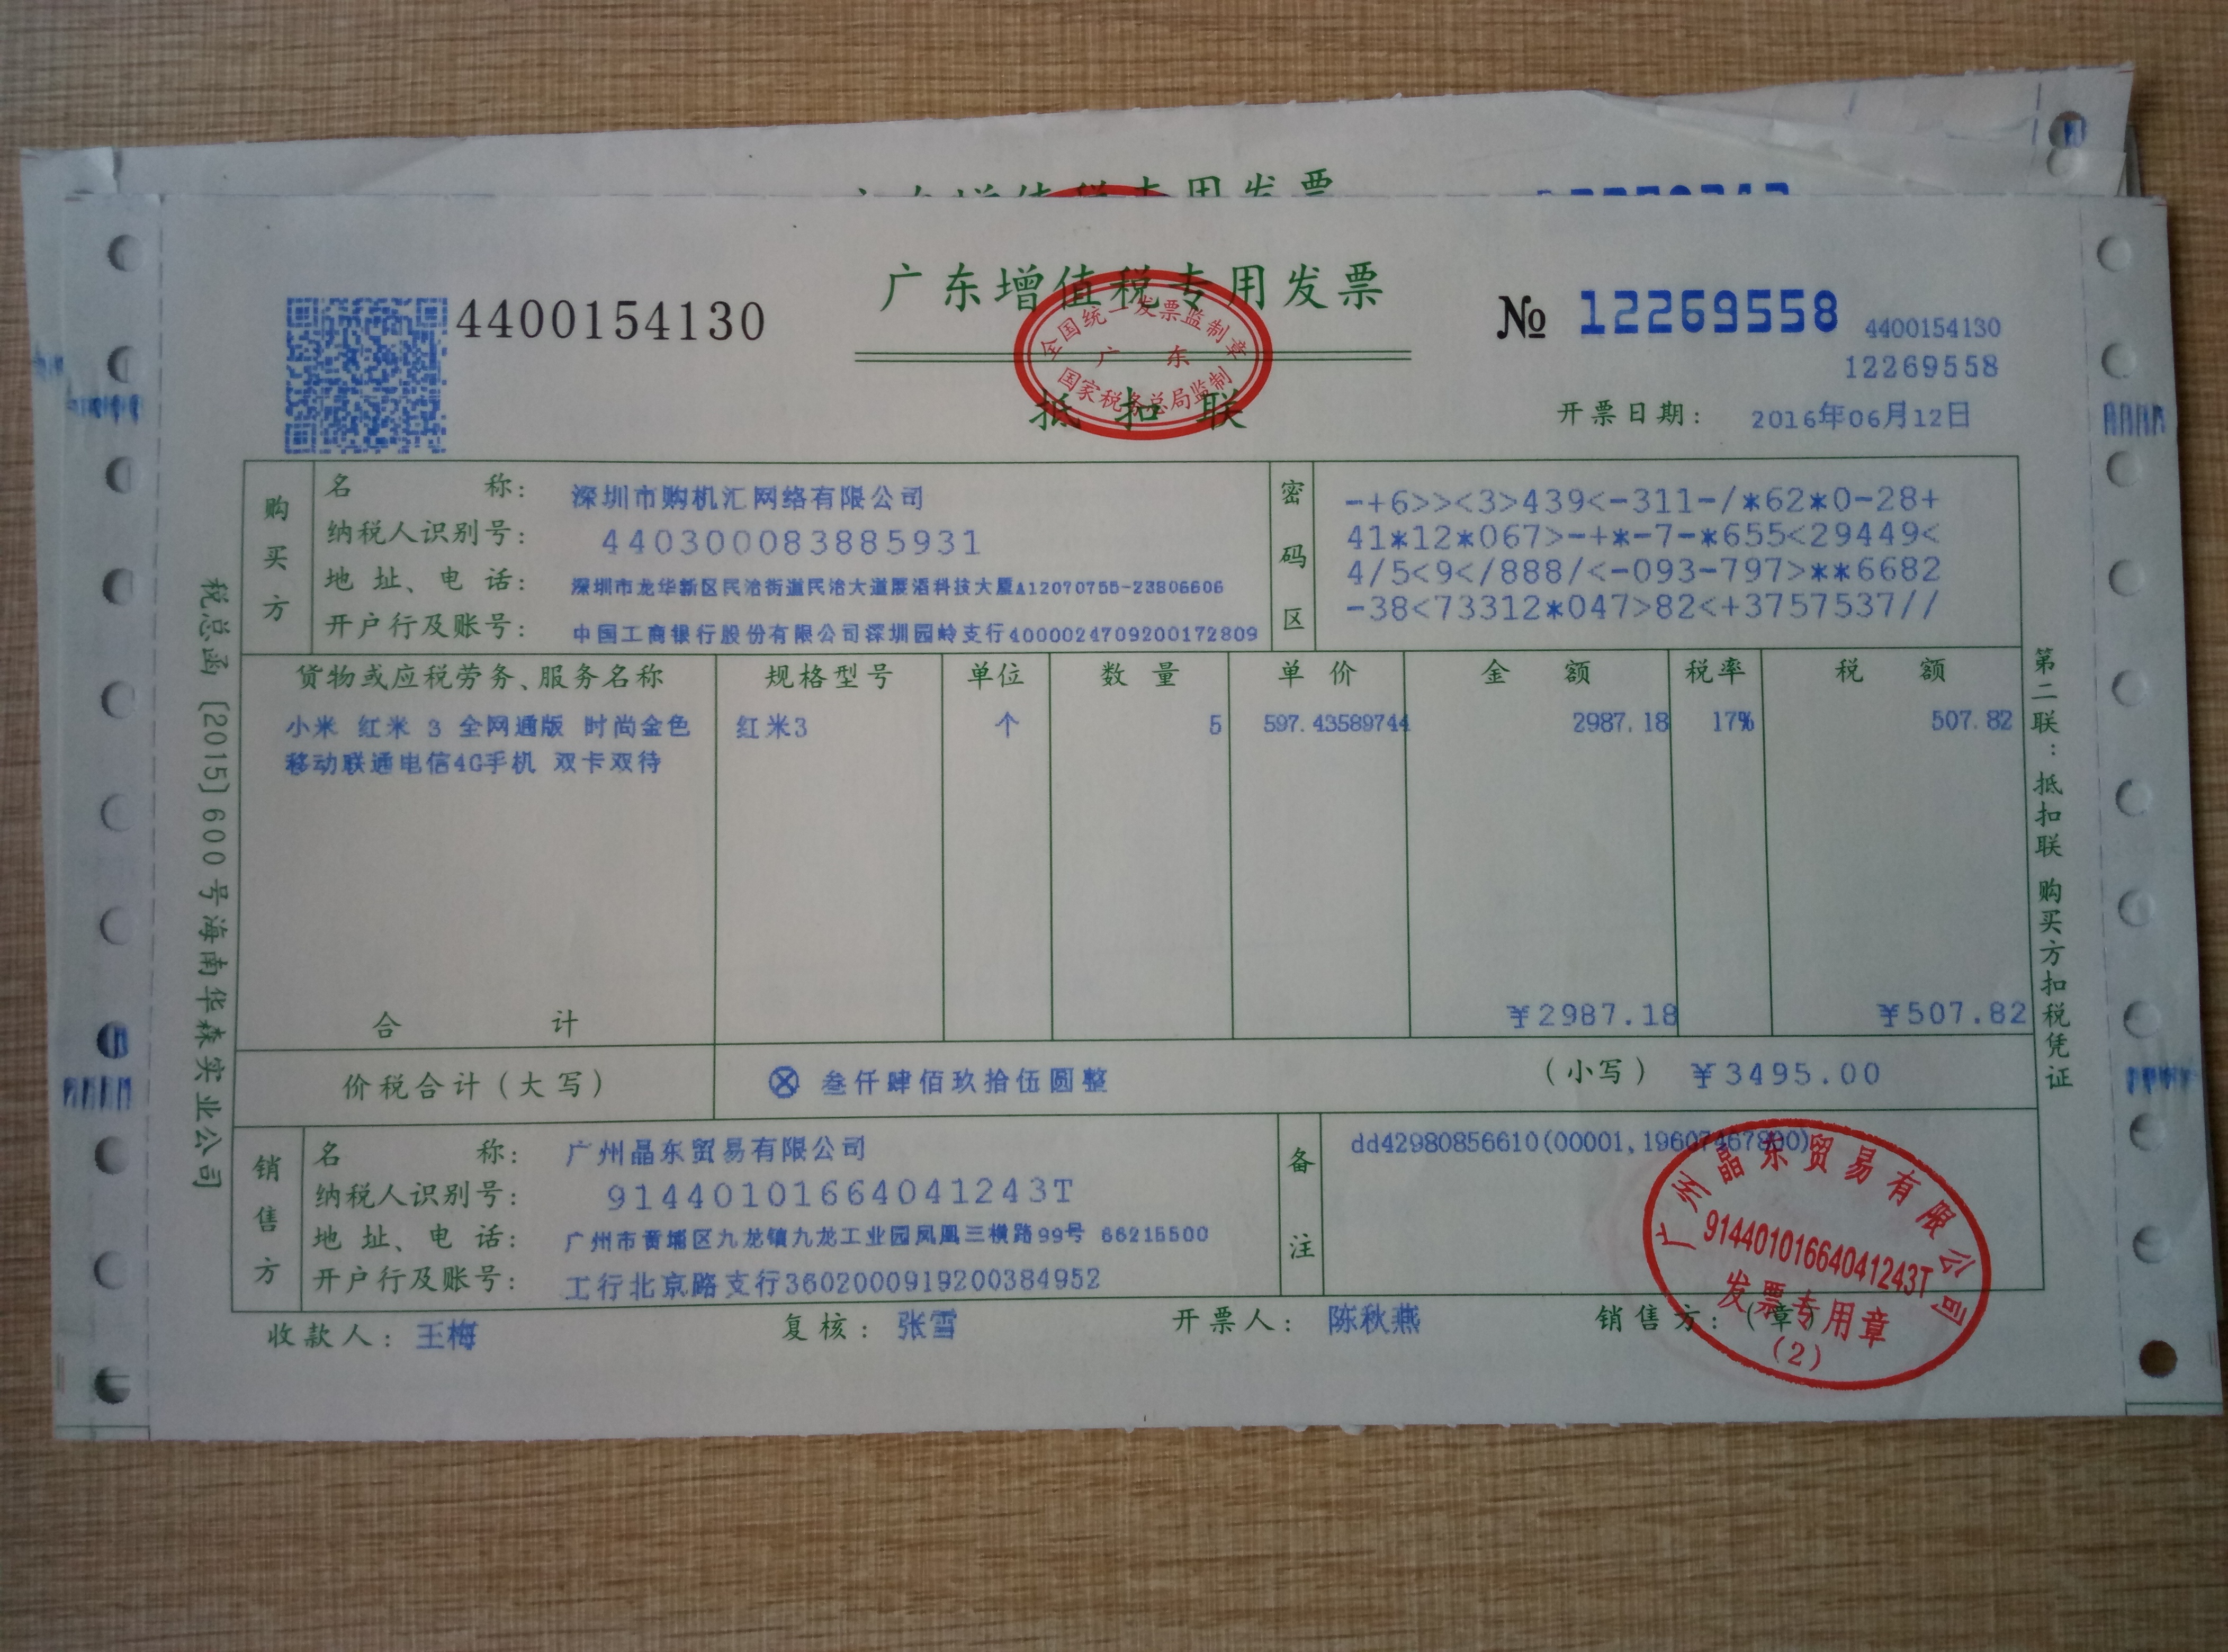 广东增值税专用发票
4400154130
广东增值税专用发票
№ 12269558
4400154130
12269558
全国统一发票监制章
广东
国家税务总局监制
抵扣联
开票日期: 2016年06月12日
购买方
名称: 深圳市购机汇网络有限公司
纳税人识别号: 440300083885931
地址、电话: 深圳市龙华新区民治街道民治大道展滔科技大厦A12070755-23806606
开户行及账号: 中国工商银行股份有限公司深圳园岭支行4000024709200172809
密码区
-+6>><3>439<-311-/*62*0-28+
41*12*067>-+*-7-*655<29449<
4/5<9</888/<-093-797>**6682
-38<73312*047>82<+3757537//
货物或应税劳务、服务名称 规格型号 单位 数量 单价 金额 税率 税额
小米 红米 3 全网通版 时尚金色 红米3 个 5 597.43589744 2987.18 17% 507.82
移动联通电信4G手机 双卡双待
合计 ¥2987.18 ¥507.82
价税合计(大写) ⊗ 叁仟肆佰玖拾伍圆整 (小写) ¥3495.00
销售方
名称: 广州晶东贸易有限公司
纳税人识别号: 91440101664041243T
地址、电话: 广州市黄埔区九龙镇九龙工业园凤凰三横路99号 66215500
开户行及账号: 工行北京路支行3602000919200384952
备注
dd42980856610(00001,19607467890)
收款人: 王梅 复核: 张雪 开票人: 陈秋燕 销售方:(章)
广州晶东贸易有限公司
91440101664041243T
发票专用章
(2)
税总函〔2015〕600号海南华森实业公司
第二联:抵扣联 购买方扣税凭证